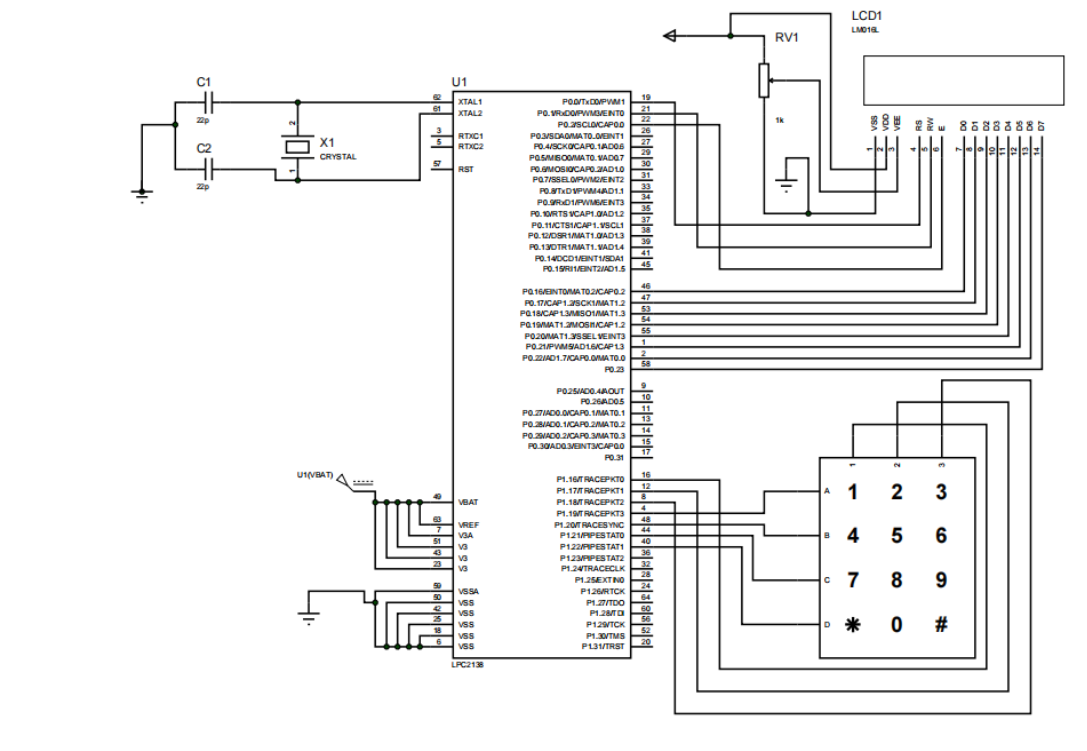 C1
22p
C2
22p
X1
CRYSTAL
2
1
U1
62 XTAL1
61 XTAL2
3 RTXC1
5 RTXC2
57 RST
U1(VBAT)
49 VBAT
63 VREF
7 V3A
51 V3
43 V3
23 V3
59 VSSA
50 VSS
42 VSS
25 VSS
18 VSS
6 VSS
P0.0/TxD0/PWM1 19
P0.1/RxD0/PWM3/EINT0 21
P0.2/SCL0/CAP0.0 22
P0.3/SDA0/MAT0.0/EINT1 26
P0.4/SCK0/CAP0.1/AD0.6 27
P0.5/MISO0/MAT0.1/AD0.7 29
P0.6/MOSI0/CAP0.2/AD1.0 30
P0.7/SSEL0/PWM2/EINT2 31
P0.8/TxD1/PWM4/AD1.1 33
P0.9/RxD1/PWM6/EINT3 34
P0.10/RTS1/CAP1.0/AD1.2 35
P0.11/CTS1/CAP1.1/SCL1 37
P0.12/DSR1/MAT1.0/AD1.3 38
P0.13/DTR1/MAT1.1/AD1.4 39
P0.14/DCD1/EINT1/SDA1 41
P0.15/RI1/EINT2/AD1.5 45
P0.16/EINT0/MAT0.2/CAP0.2 46
P0.17/CAP1.2/SCK1/MAT1.2 47
P0.18/CAP1.3/MISO1/MAT1.3 53
P0.19/MAT1.2/MOSI1/CAP1.2 54
P0.20/MAT1.3/SSEL1/EINT3 55
P0.21/PWM5/AD1.6/CAP1.3 1
P0.22/AD1.7/CAP0.0/MAT0.0 2
P0.23 58
P0.25/AD0.4/AOUT 9
P0.26/AD0.5 10
P0.27/AD0.0/CAP0.1/MAT0.1 11
P0.28/AD0.1/CAP0.2/MAT0.2 13
P0.29/AD0.2/CAP0.3/MAT0.3 14
P0.30/AD0.3/EINT3/CAP0.0 15
P0.31 17
P1.16/TRACEPKT0 16
P1.17/TRACEPKT1 12
P1.18/TRACEPKT2 8
P1.19/TRACEPKT3 4
P1.20/TRACESYNC 48
P1.21/PIPESTAT0 44
P1.22/PIPESTAT1 40
P1.23/PIPESTAT2 36
P1.24/TRACECLK 32
P1.25/EXTIN0 28
P1.26/RTCK 24
P1.27/TDO 64
P1.28/TDI 60
P1.29/TCK 56
P1.30/TMS 52
P1.31/TRST 20
LPC2138
RV1
1k
LCD1
LM016L
VSS VDD VEE RS RW E D0 D1 D2 D3 D4 D5 D6 D7
1 2 3 4 5 6 7 8 9 10 11 12 13 14
1 2 3
A 1 2 3
B 4 5 6
C 7 8 9
D * 0 #